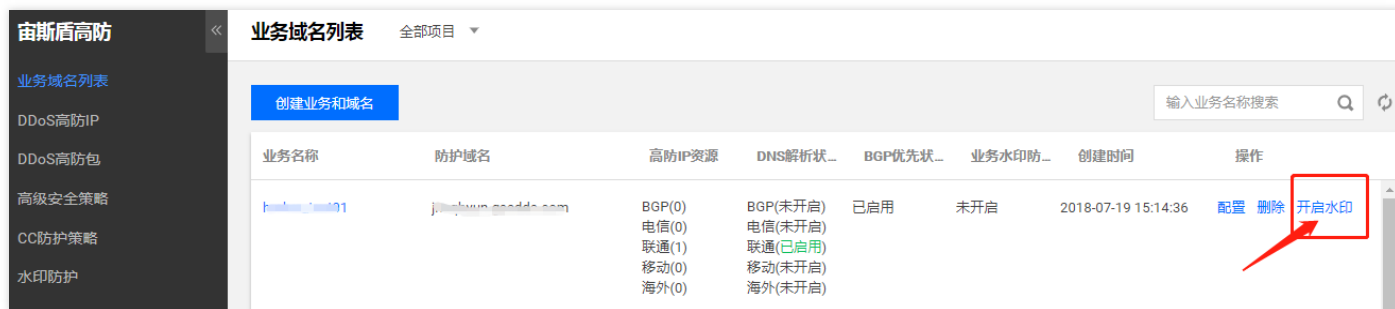 宙斯盾高防 «
业务域名列表
DDoS高防IP
DDoS高防包
高级安全策略
CC防护策略
水印防护
业务域名列表 全部项目
创建业务和域名 输入业务名称搜索
业务名称 防护域名 高防IP资源 DNS解析状... BGP优先状... 业务水印防... 创建时间 操作
BGP(0) BGP(未开启) 已启用 未开启 2018-07-19 15:14:36 配置 删除 开启水印
电信(0) 电信(未开启)
联通(1) 联通(已启用)
移动(0) 移动(未开启)
海外(0) 海外(未开启)